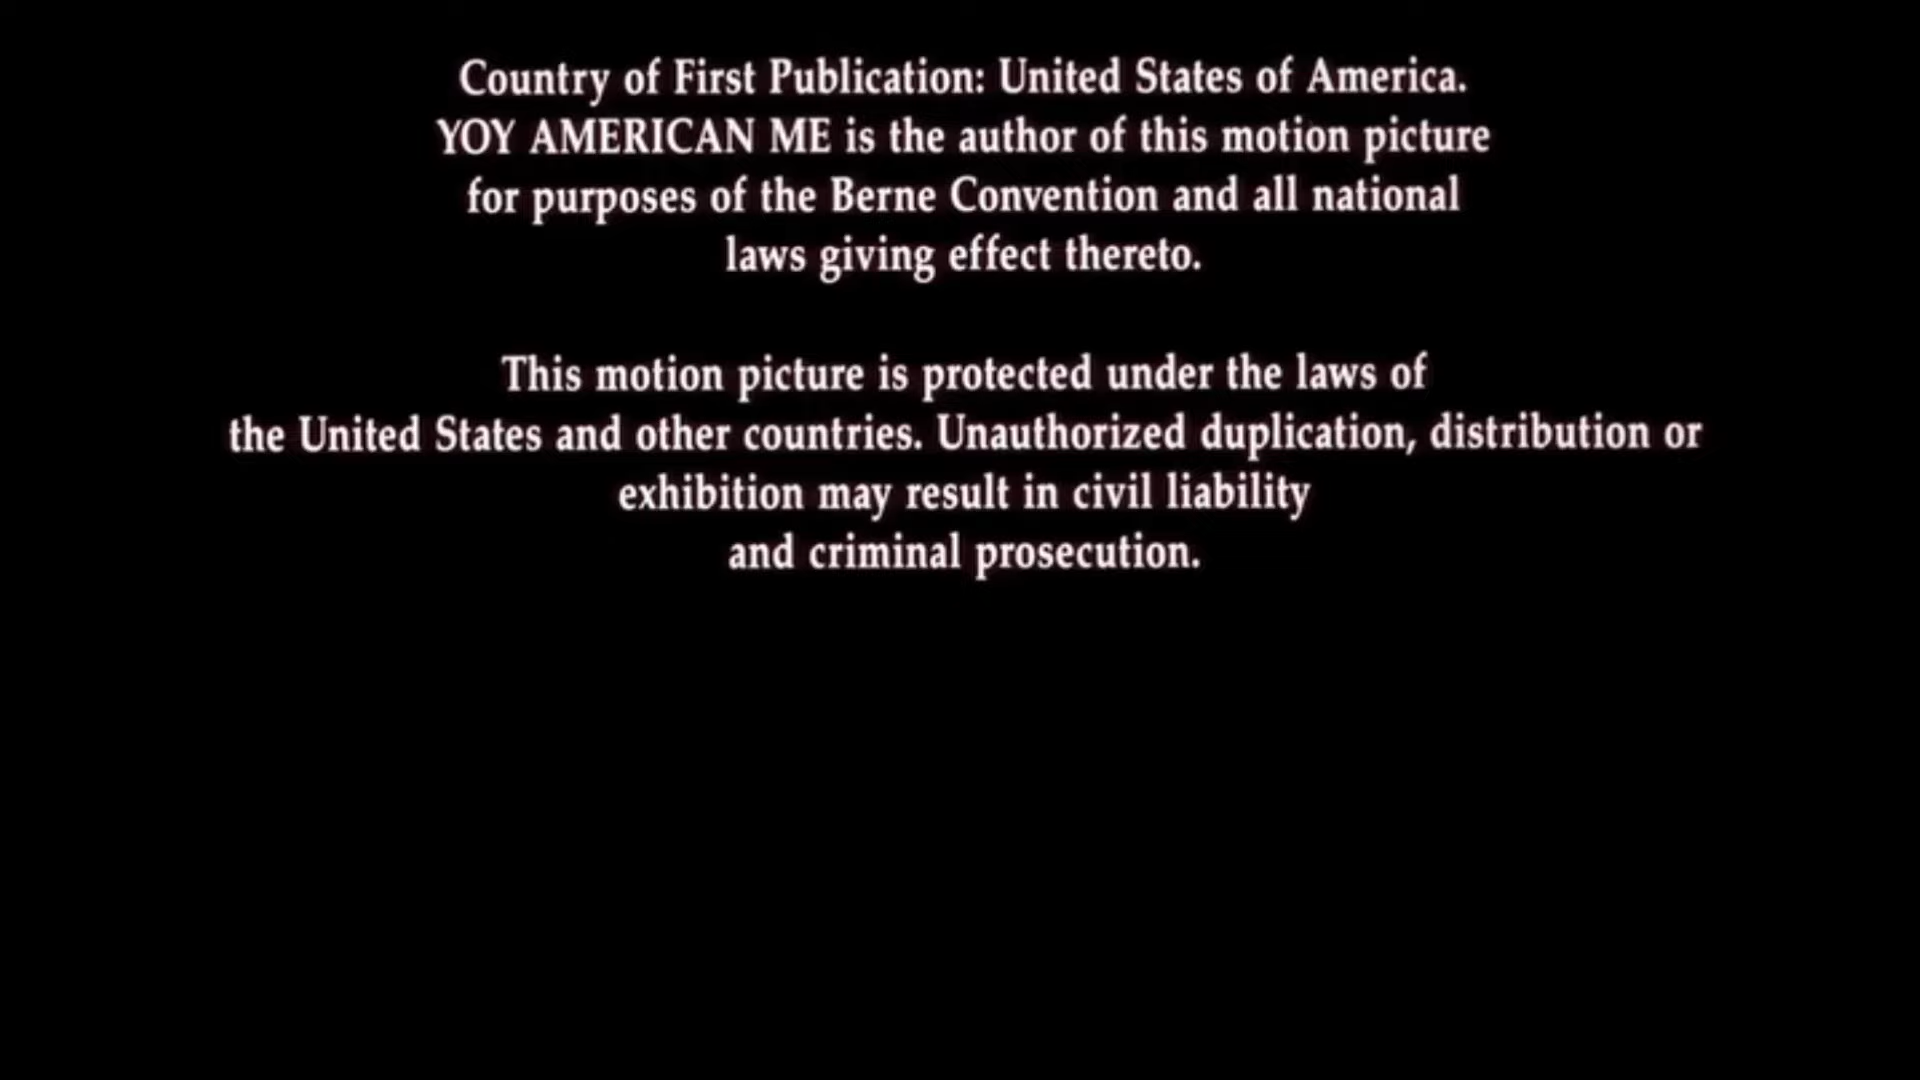 Country of First Publication: United States of America.
YOY AMERICAN ME is the author of this motion picture
for purposes of the Berne Convention and all national
laws giving effect thereto.
This motion picture is protected under the laws of
the United States and other countries. Unauthorized duplication, distribution or
exhibition may result in civil liability
and criminal prosecution.